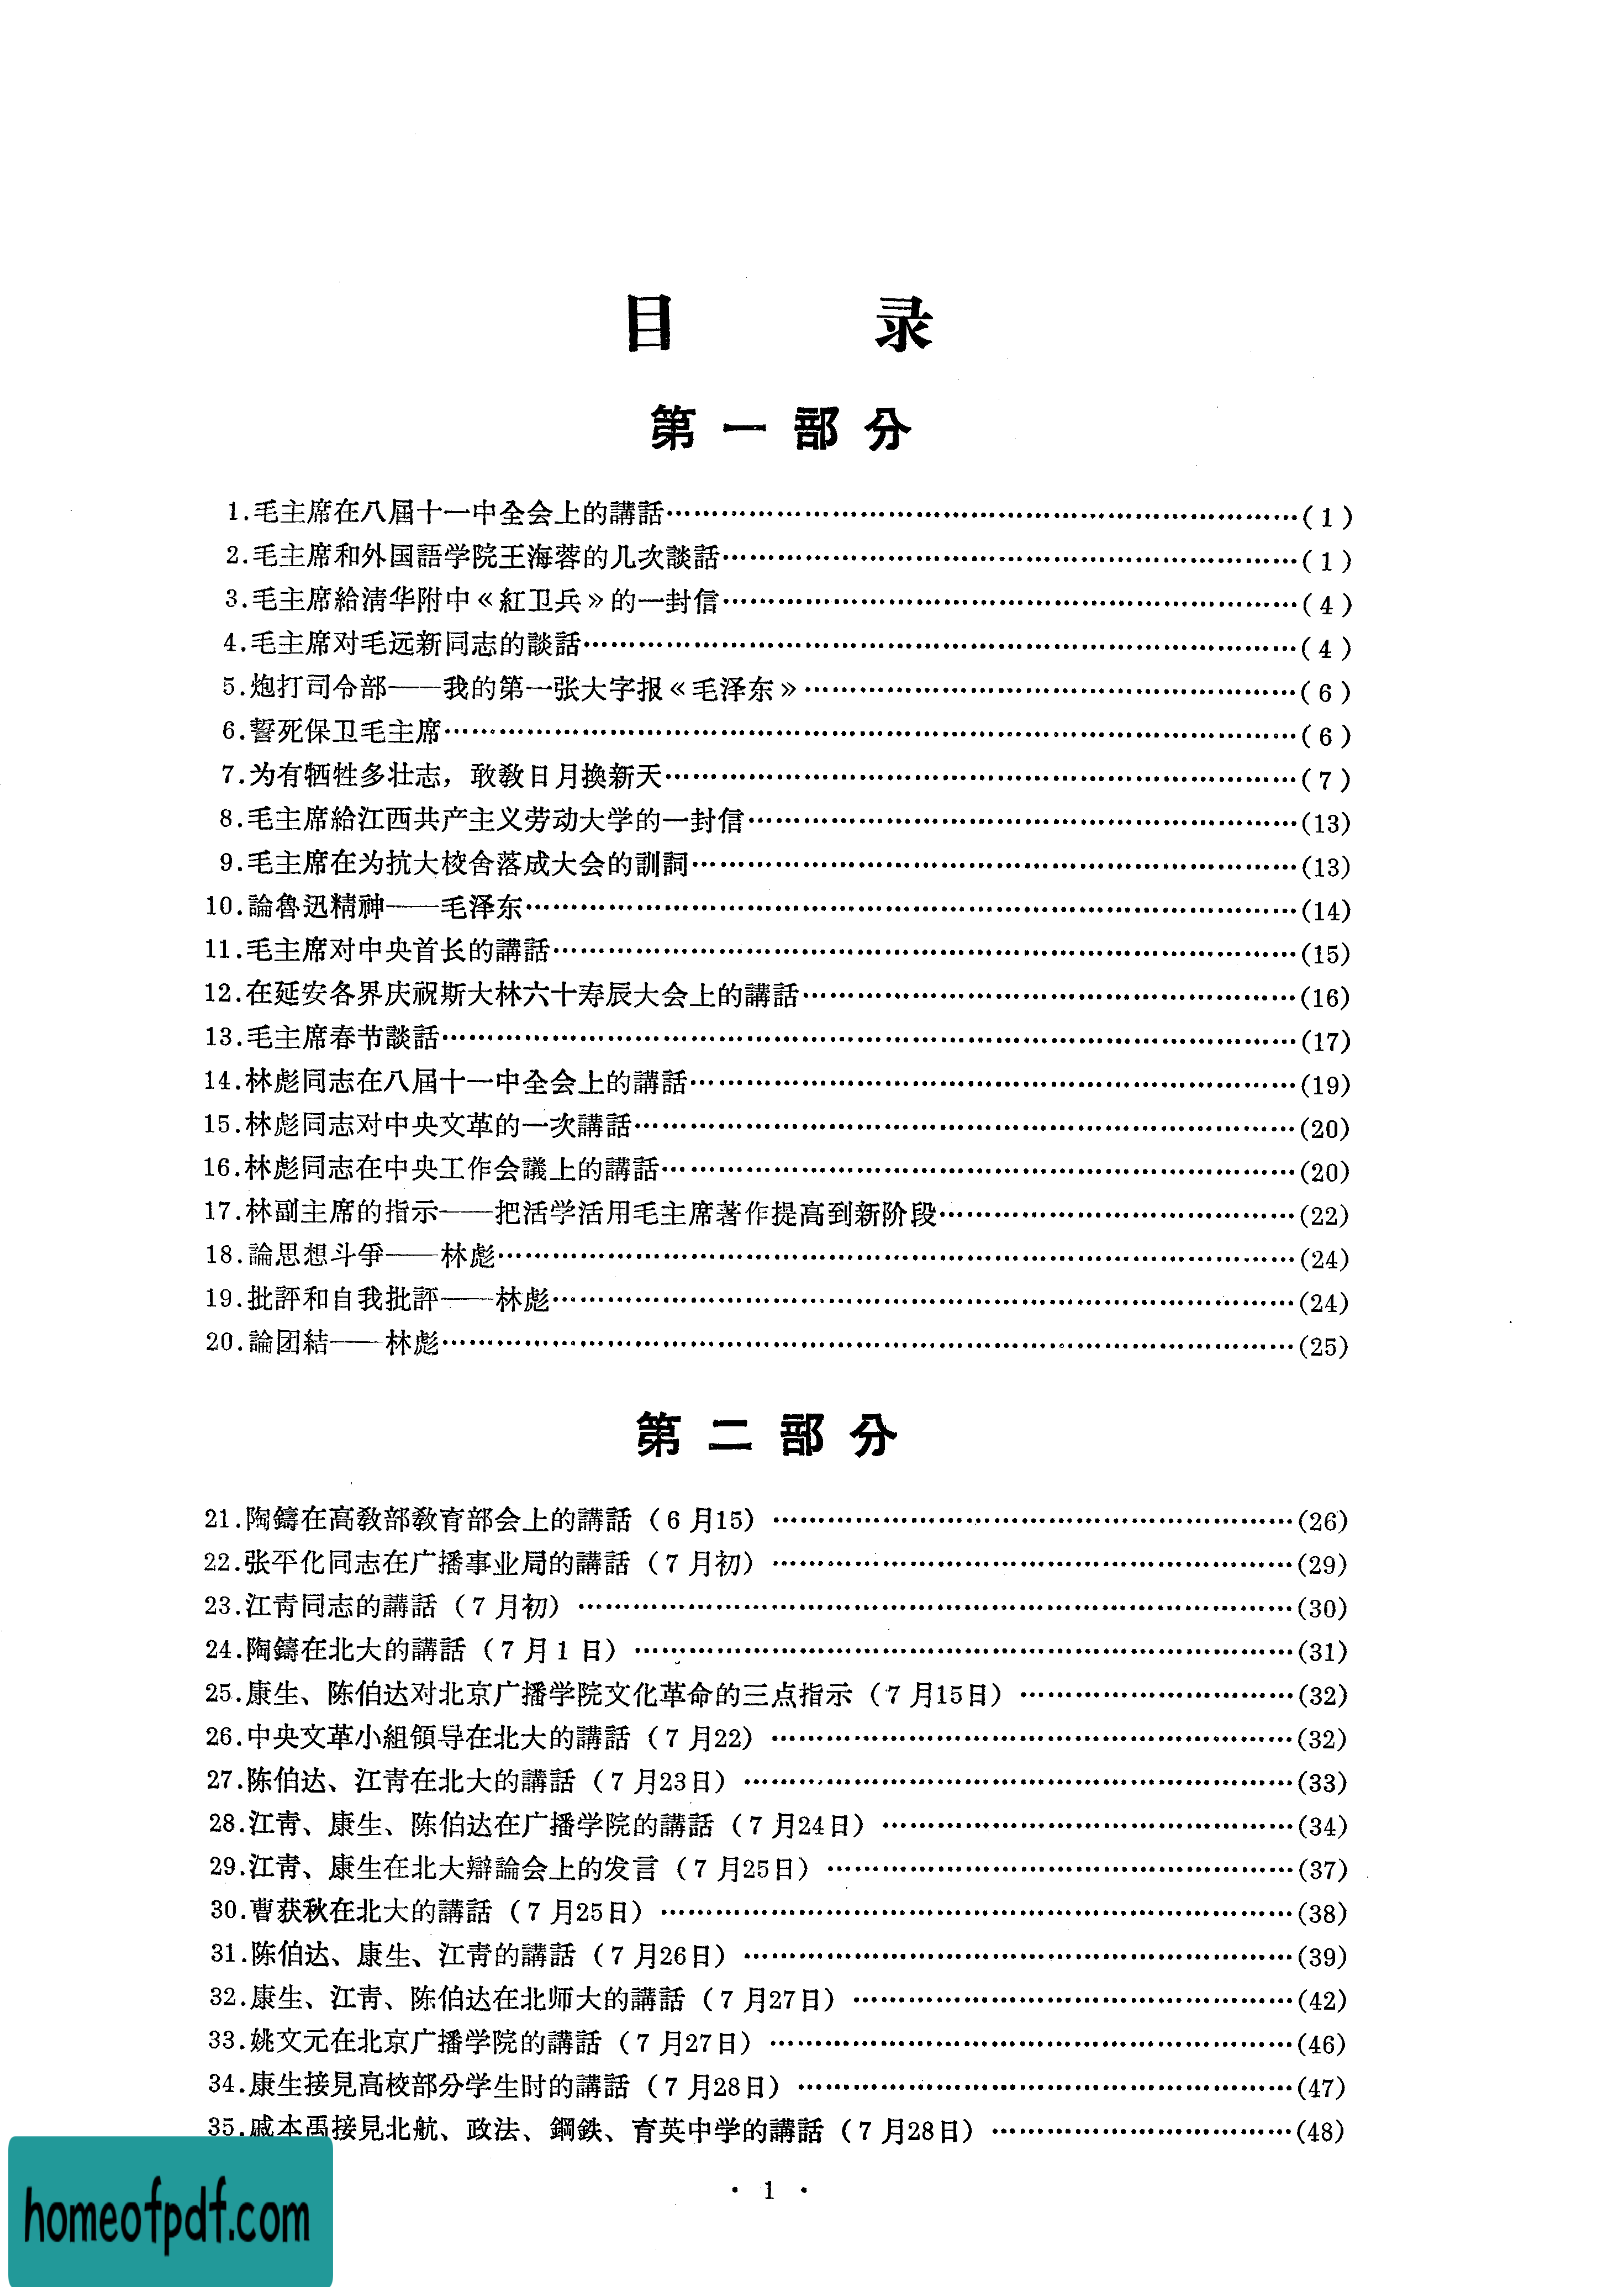 目 录
第一部分
1.毛主席在八屆十一中全会上的講話……(1)
2.毛主席和外国語学院王海蓉的几次談話……(1)
3.毛主席給清华附中《紅卫兵》的一封信……(4)
4.毛主席对毛远新同志的談話……(4)
5.炮打司令部——我的第一张大字报《毛泽东》……(6)
6.誓死保卫毛主席……(6)
7.为有牺牲多壮志，敢敎日月換新天……(7)
8.毛主席給江西共产主义劳动大学的一封信……(13)
9.毛主席在为抗大校舍落成大会的訓詞……(13)
10.論魯迅精神——毛泽东……(14)
11.毛主席对中央首长的講話……(15)
12.在延安各界庆祝斯大林六十寿辰大会上的講話……(16)
13.毛主席春节談話……(17)
14.林彪同志在八屆十一中全会上的講話……(19)
15.林彪同志对中央文革的一次講話……(20)
16.林彪同志在中央工作会議上的講話……(20)
17.林副主席的指示——把活学活用毛主席著作提高到新阶段……(22)
18.論思想斗爭——林彪……(24)
19.批評和自我批評——林彪……(24)
20.論团結——林彪……(25)
第二部分
21.陶鑄在高敎部敎育部会上的講話（6月15）……(26)
22.张平化同志在广播事业局的講話（7月初）……(29)
23.江靑同志的講話（7月初）……(30)
24.陶鑄在北大的講話（7月1日）……(31)
25.康生、陈伯达对北京广播学院文化革命的三点指示（7月15日）……(32)
26.中央文革小組領导在北大的講話（7月22）……(32)
27.陈伯达、江靑在北大的講話（7月23日）……(33)
28.江靑、康生、陈伯达在广播学院的講話（7月24日）……(34)
29.江靑、康生在北大辯論会上的发言（7月25日）……(37)
30.曹获秋在北大的講話（7月25日）……(38)
31.陈伯达、康生、江靑的講話（7月26日）……(39)
32.康生、江靑、陈伯达在北师大的講話（7月27日）……(42)
33.姚文元在北京广播学院的講話（7月27日）……(46)
34.康生接見高校部分学生时的講話（7月28日）……(47)
35.戚本禹接見北航、政法、鋼鉄、育英中学的講話（7月28日）……(48)
· 1 ·
homeofpdf.com